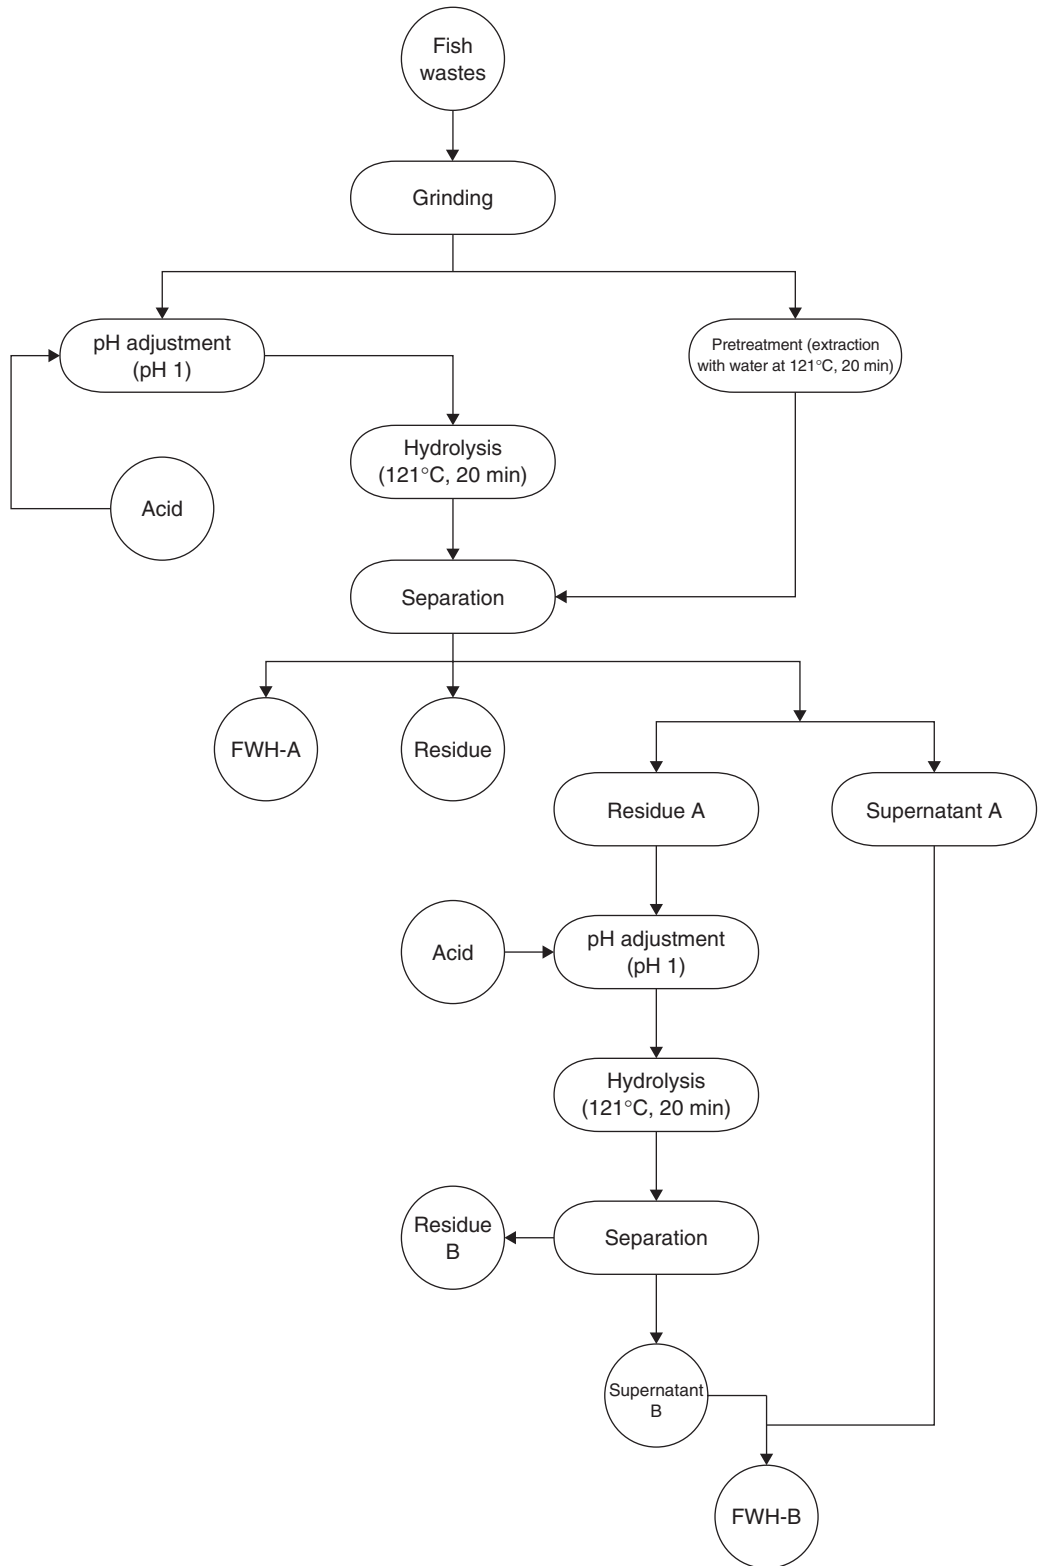 Fish
wastes
Grinding
pH adjustment
(pH 1)
Pretreatment (extraction
with water at 121°C, 20 min)
Hydrolysis
(121°C, 20 min)
Acid
Separation
FWH-A
Residue
Residue A
Supernatant A
Acid
pH adjustment
(pH 1)
Hydrolysis
(121°C, 20 min)
Residue
B
Separation
Supernatant
B
FWH-B